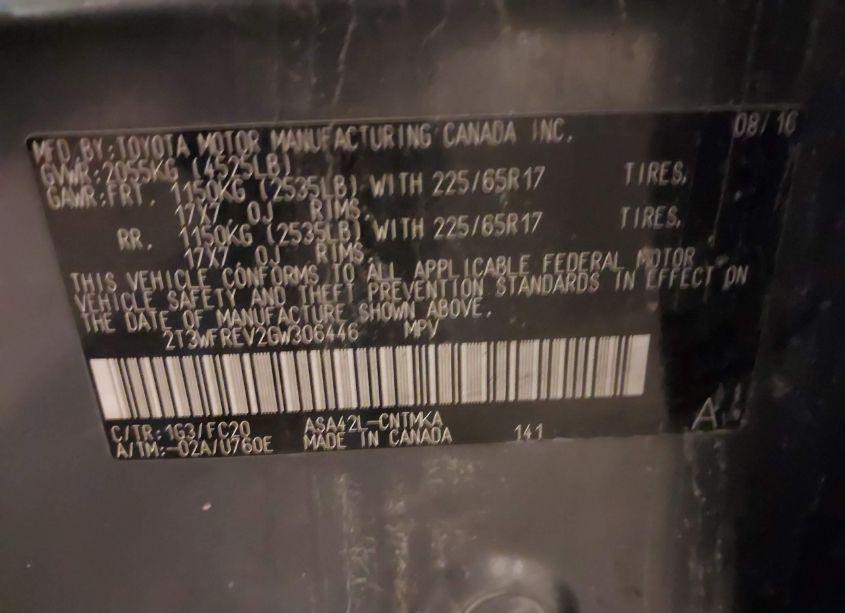 MFD BY:TOYOTA MOTOR MANUFACTURING CANADA INC. 08/16
GVWR:2055KG (4525LB)
GAWR:FRT. 1150KG (2535LB) WITH 225/65R17 TIRES,
17X7.0J RIMS,
RR. 1150KG (2535LB) WITH 225/65R17 TIRES,
17X7.0J RIMS.
THIS VEHICLE CONFORMS TO ALL APPLICABLE FEDERAL MOTOR
VEHICLE SAFETY AND THEFT PREVENTION STANDARDS IN EFFECT ON
THE DATE OF MANUFACTURE SHOWN ABOVE.
2T3WFREV2GW306446 MPV
C/TR:1G3/FC20 ASA42L-CNTMKA 141
A/TM:-02A/U760E MADE IN CANADA
A